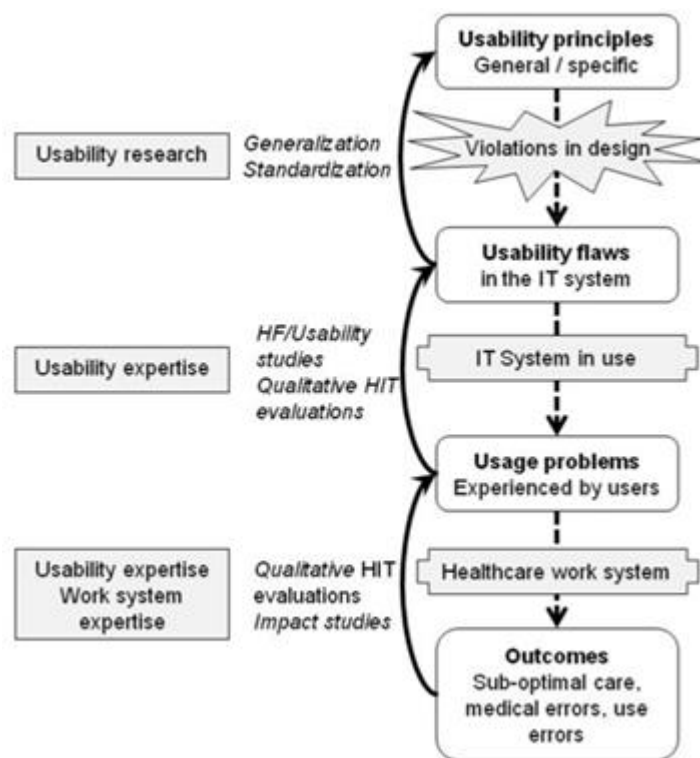 Usability principles
General / specific
Usability research
Generalization
Standardization
Violations in design
Usability flaws
in the IT system
Usability expertise
HF/Usability
studies
Qualitative HIT
evaluations
IT System in use
Usage problems
Experienced by users
Usability expertise
Work system
expertise
Qualitative HIT
evaluations
Impact studies
Healthcare work system
Outcomes
Sub-optimal care,
medical errors, use
errors